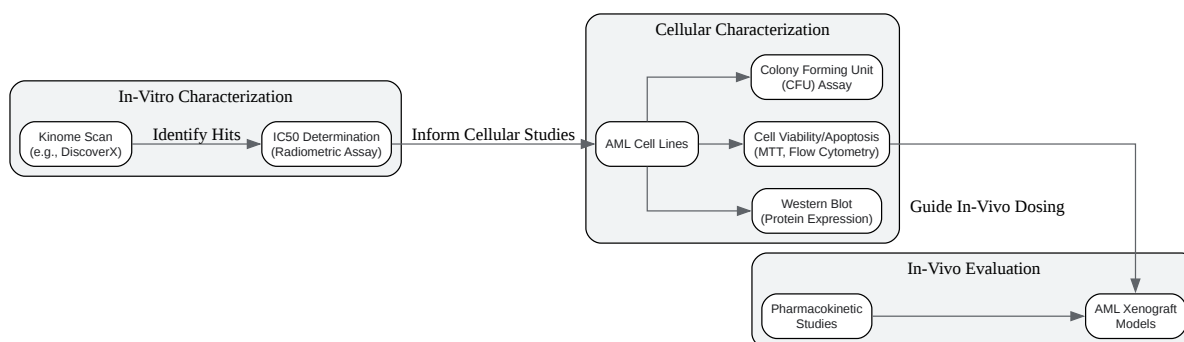 Cellular Characterization
Colony Forming Unit
(CFU) Assay
In-Vitro Characterization
Kinome Scan
(e.g., DiscoverX)
Identify Hits
IC50 Determination
(Radiometric Assay)
Inform Cellular Studies
AML Cell Lines
Cell Viability/Apoptosis
(MTT, Flow Cytometry)
Western Blot
(Protein Expression)
Guide In-Vivo Dosing
In-Vivo Evaluation
Pharmacokinetic
Studies
AML Xenograft
Models